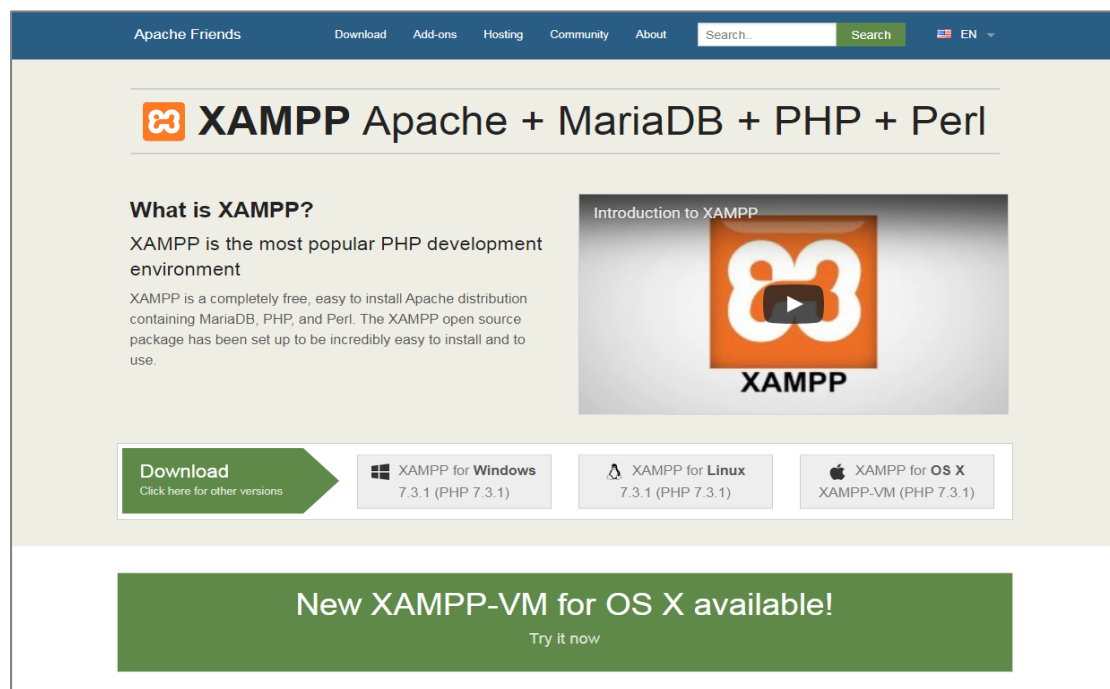 Apache Friends Download Add-ons Hosting Community About Search.. Search EN
XAMPP Apache + MariaDB + PHP + Perl
What is XAMPP?
XAMPP is the most popular PHP development
environment
XAMPP is a completely free, easy to install Apache distribution
containing MariaDB, PHP, and Perl. The XAMPP open source
package has been set up to be incredibly easy to install and to
use.
Introduction to XAMPP
XAMPP
Download
Click here for other versions
XAMPP for Windows
7.3.1 (PHP 7.3.1)
XAMPP for Linux
7.3.1 (PHP 7.3.1)
XAMPP for OS X
XAMPP-VM (PHP 7.3.1)
New XAMPP-VM for OS X available!
Try it now